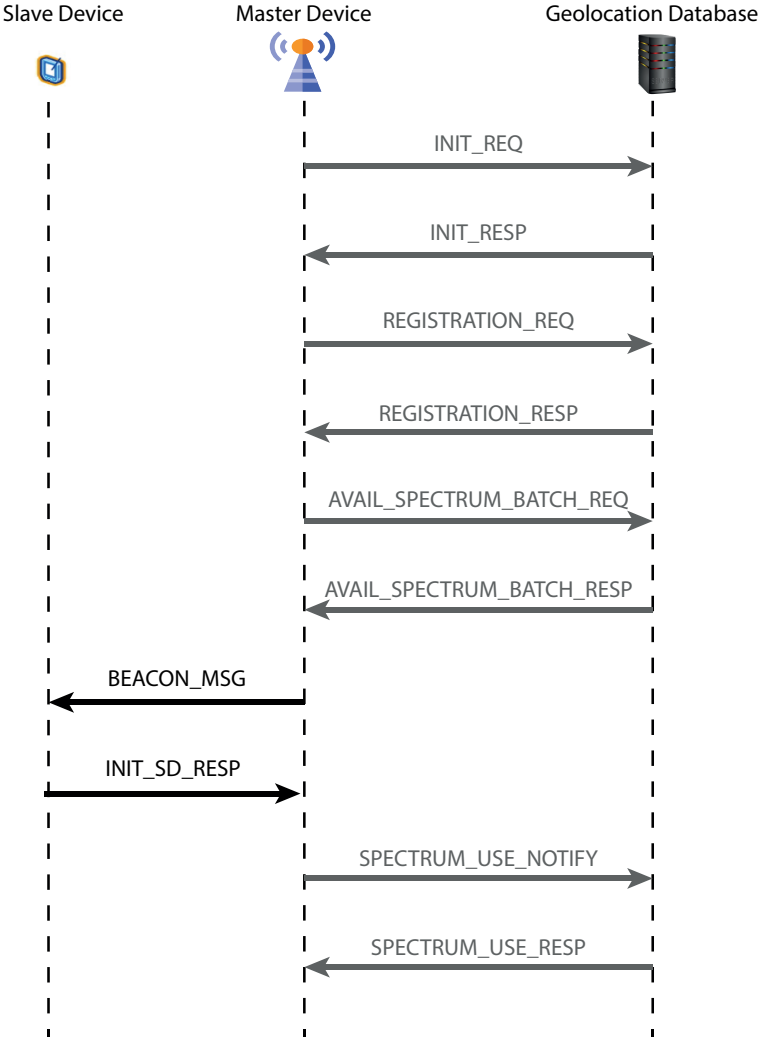 Slave Device
Master Device
Geolocation Database
INIT_REQ
INIT_RESP
REGISTRATION_REQ
REGISTRATION_RESP
AVAIL_SPECTRUM_BATCH_REQ
AVAIL_SPECTRUM_BATCH_RESP
BEACON_MSG
INIT_SD_RESP
SPECTRUM_USE_NOTIFY
SPECTRUM_USE_RESP